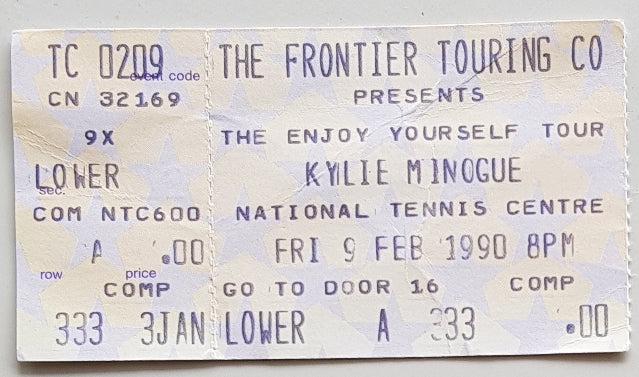 TC 0209
event code
CN 32169
9X
LOWER
sec.
COM NTC600
A .00
row price
COMP
333 3JAN
THE FRONTIER TOURING CO
PRESENTS
THE ENJOY YOURSELF TOUR
KYLIE MINOGUE
NATIONAL TENNIS CENTRE
FRI 9 FEB 1990 8PM
GO TO DOOR 16 COMP
LOWER A 333 .00